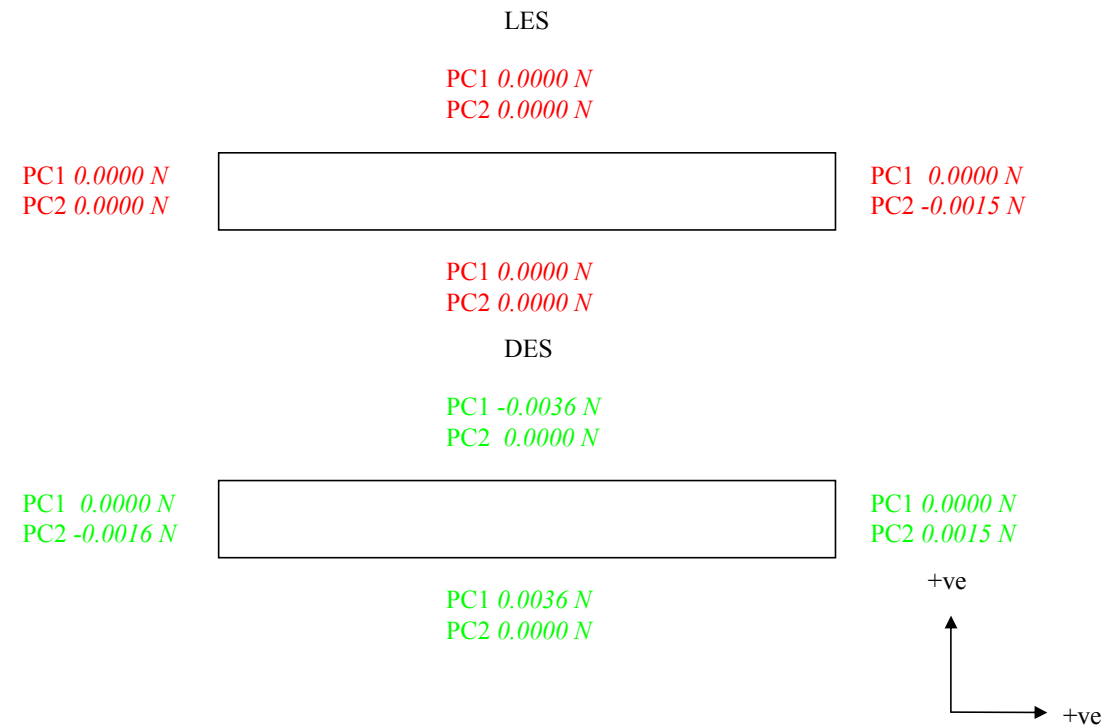 LES
PC1 0.0000 N
PC2 0.0000 N
PC1 0.0000 N
PC2 0.0000 N
PC1 0.0000 N
PC2 -0.0015 N
PC1 0.0000 N
PC2 0.0000 N
DES
PC1 -0.0036 N
PC2 0.0000 N
PC1 0.0000 N
PC2 -0.0016 N
PC1 0.0000 N
PC2 0.0015 N
PC1 0.0036 N
PC2 0.0000 N
+ve
+ve